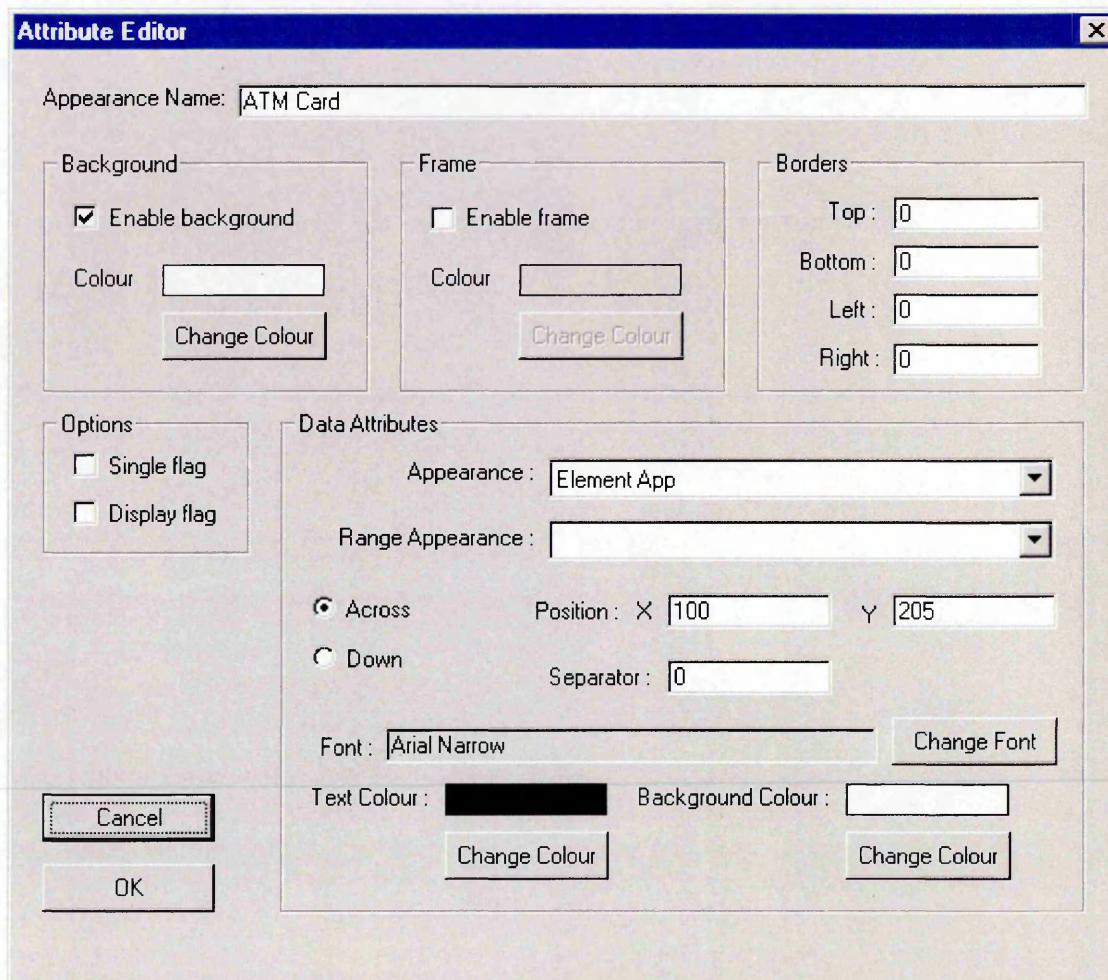 Attribute Editor
Appearance Name: ATM Card
Background
Enable background
Colour
Change Colour
Frame
Enable frame
Colour
Change Colour
Borders
Top : 0
Bottom : 0
Left : 0
Right : 0
Options
Single flag
Display flag
Data Attributes
Appearance : Element App
Range Appearance :
Across
Down
Position : X 100 Y 205
Separator : 0
Font : Arial Narrow Change Font
Text Colour : Background Colour :
Change Colour Change Colour
Cancel
OK